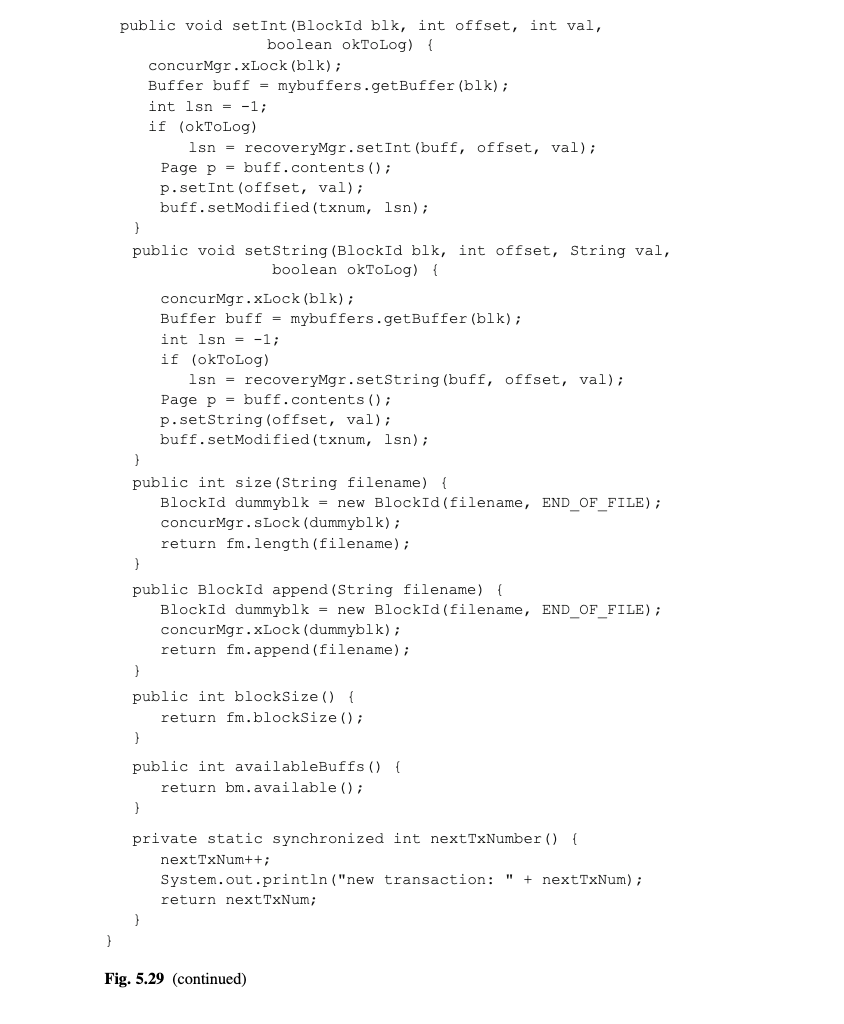 public void setInt(BlockId blk, int offset, int val,
boolean okToLog) {
concurMgr.xLock(blk);
Buffer buff = mybuffers.getBuffer(blk);
int lsn = -1;
if (okToLog)
lsn = recoveryMgr.setInt(buff, offset, val);
Page p = buff.contents();
p.setInt(offset, val);
buff.setModified(txnum, lsn);
}
public void setString(BlockId blk, int offset, String val,
boolean okToLog) {
concurMgr.xLock(blk);
Buffer buff = mybuffers.getBuffer(blk);
int lsn = -1;
if (okToLog)
lsn = recoveryMgr.setString(buff, offset, val);
Page p = buff.contents();
p.setString(offset, val);
buff.setModified(txnum, lsn);
}
public int size(String filename) {
BlockId dummyblk = new BlockId(filename, END_OF_FILE);
concurMgr.sLock(dummyblk);
return fm.length(filename);
}
public BlockId append(String filename) {
BlockId dummyblk = new BlockId(filename, END_OF_FILE);
concurMgr.xLock(dummyblk);
return fm.append(filename);
}
public int blockSize() {
return fm.blockSize();
}
public int availableBuffs() {
return bm.available();
}
private static synchronized int nextTxNumber() {
nextTxNum++;
System.out.println("new transaction: " + nextTxNum);
return nextTxNum;
}
}
Fig. 5.29 (continued)